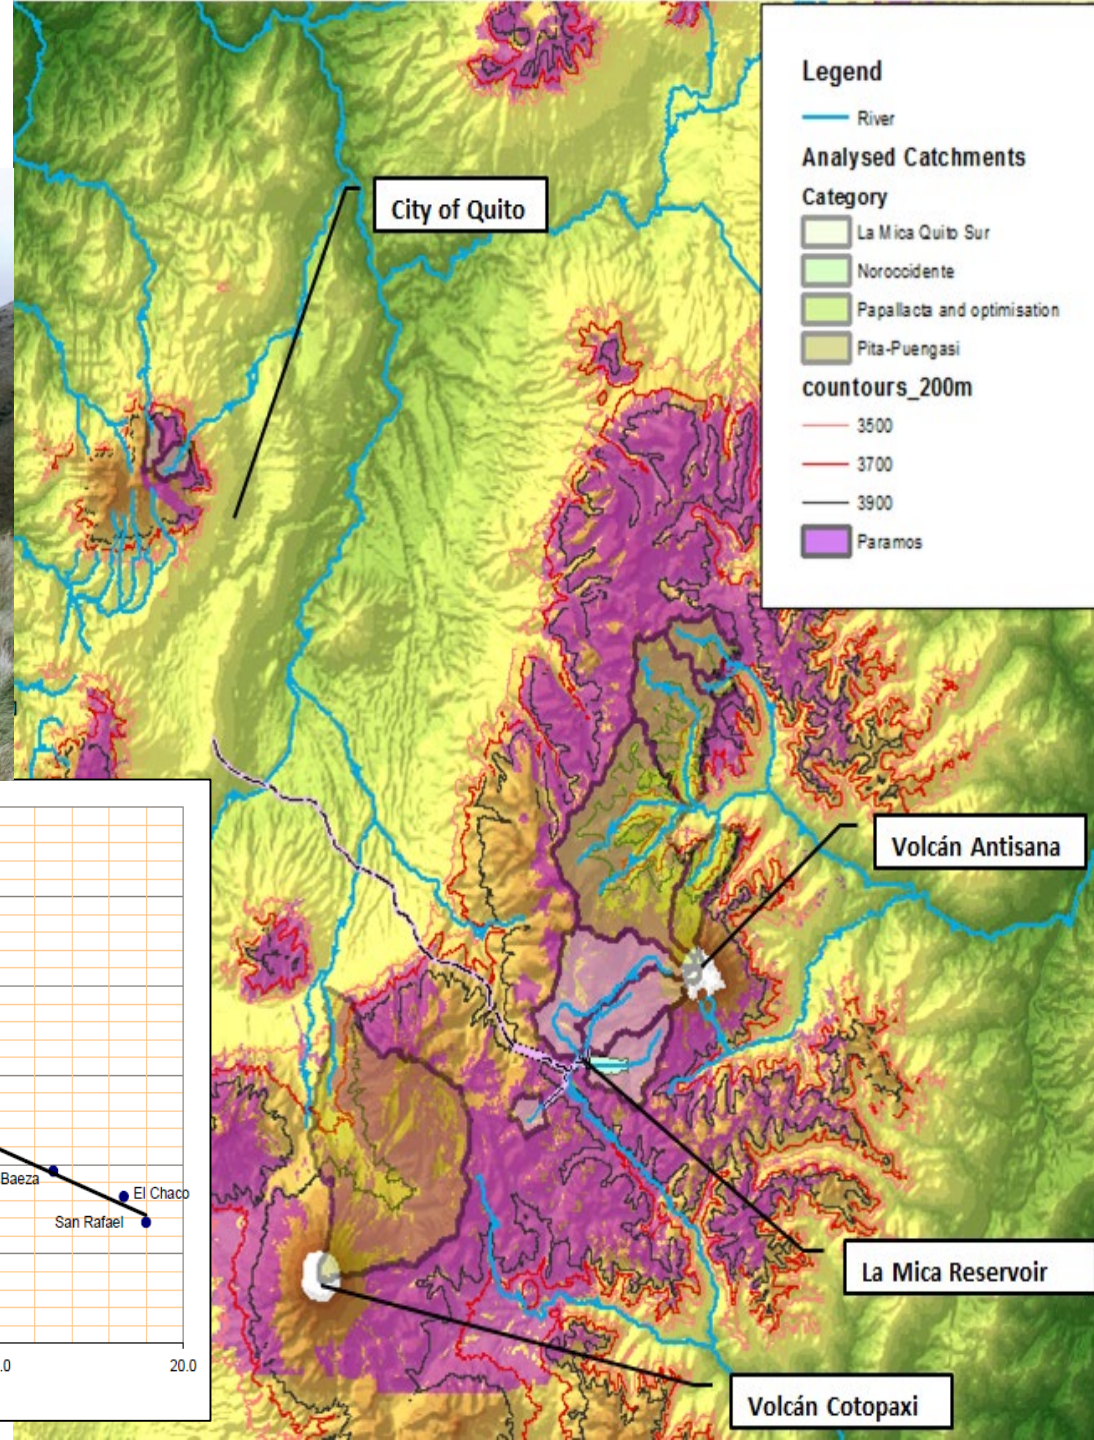 Legend
River
Analysed Catchments
Category
La Mica Quito Sur
Noroccidente
Papallacta and optimisation
Pita-Puengasi
countours_200m
3500
3700
3900
Paramos
City of Quito
Volcán Antisana
La Mica Reservoir
Volcán Cotopaxi
Baeza
El Chaco
San Rafael
.0
20.0